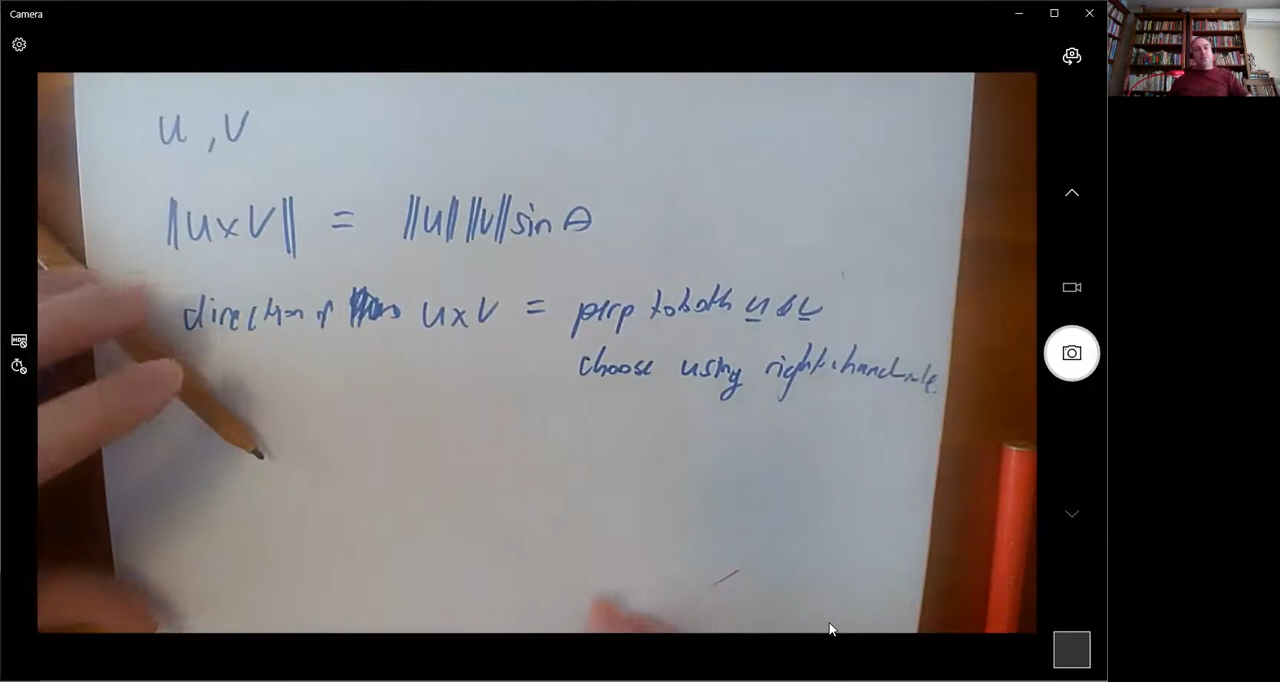 Camera
u , v
||u x v|| = ||u|| ||v|| sin θ
direction of u x v = perp to both u & v
choose using right-hand rule.